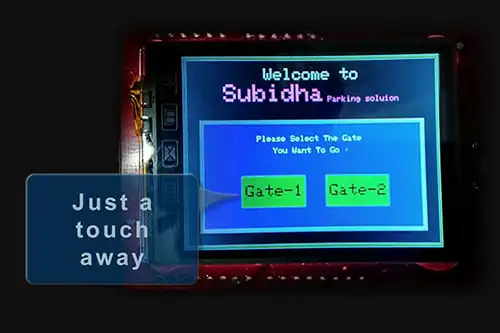 Welcome to
Subidha Parking soluion
Please Select The Gate
You Want To Go :
Gate-1 Gate-2
Just a
touch
away